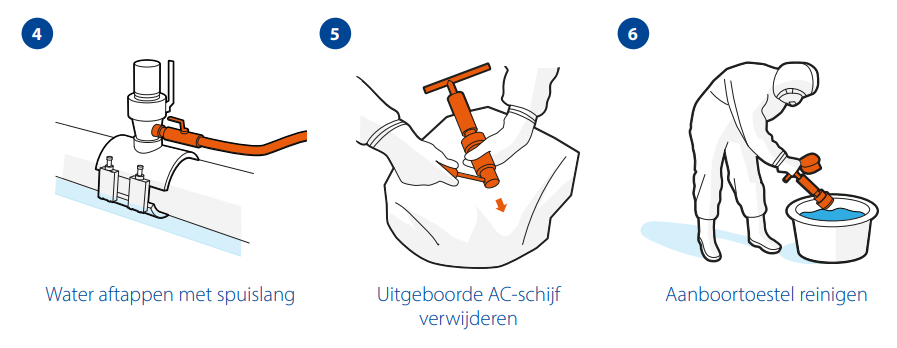 4
5
6
Water aftappen met spuislang
Uitgeboorde AC-schijf
verwijderen
Aanboortoestel reinigen